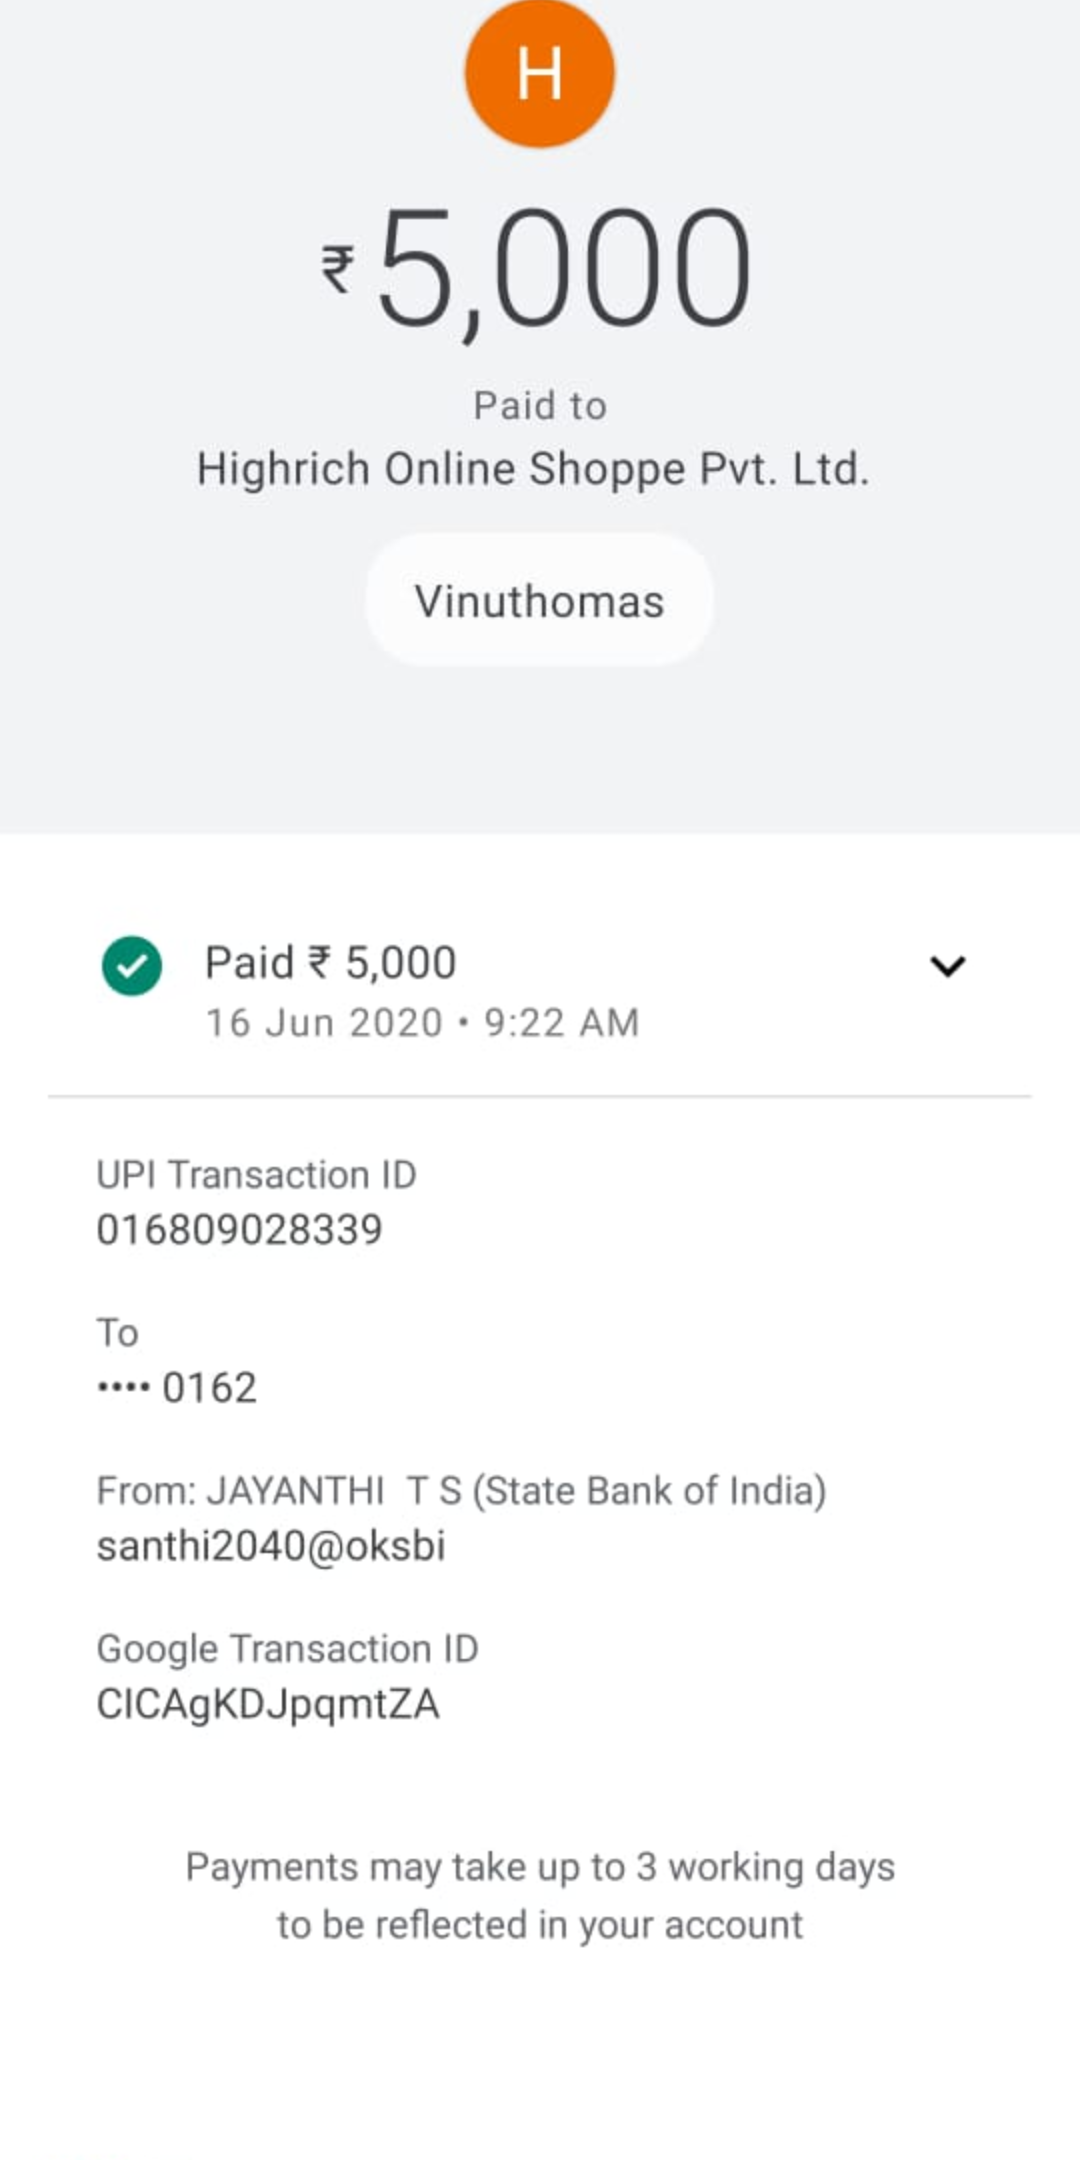 H
₹5,000
Paid to
Highrich Online Shoppe Pvt. Ltd.
Vinuthomas
Paid ₹ 5,000
16 Jun 2020 • 9:22 AM
UPI Transaction ID
016809028339
To
•••• 0162
From: JAYANTHI  T S (State Bank of India)
santhi2040@oksbi
Google Transaction ID
CICAgKDJpqmtZA
Payments may take up to 3 working days
to be reflected in your account